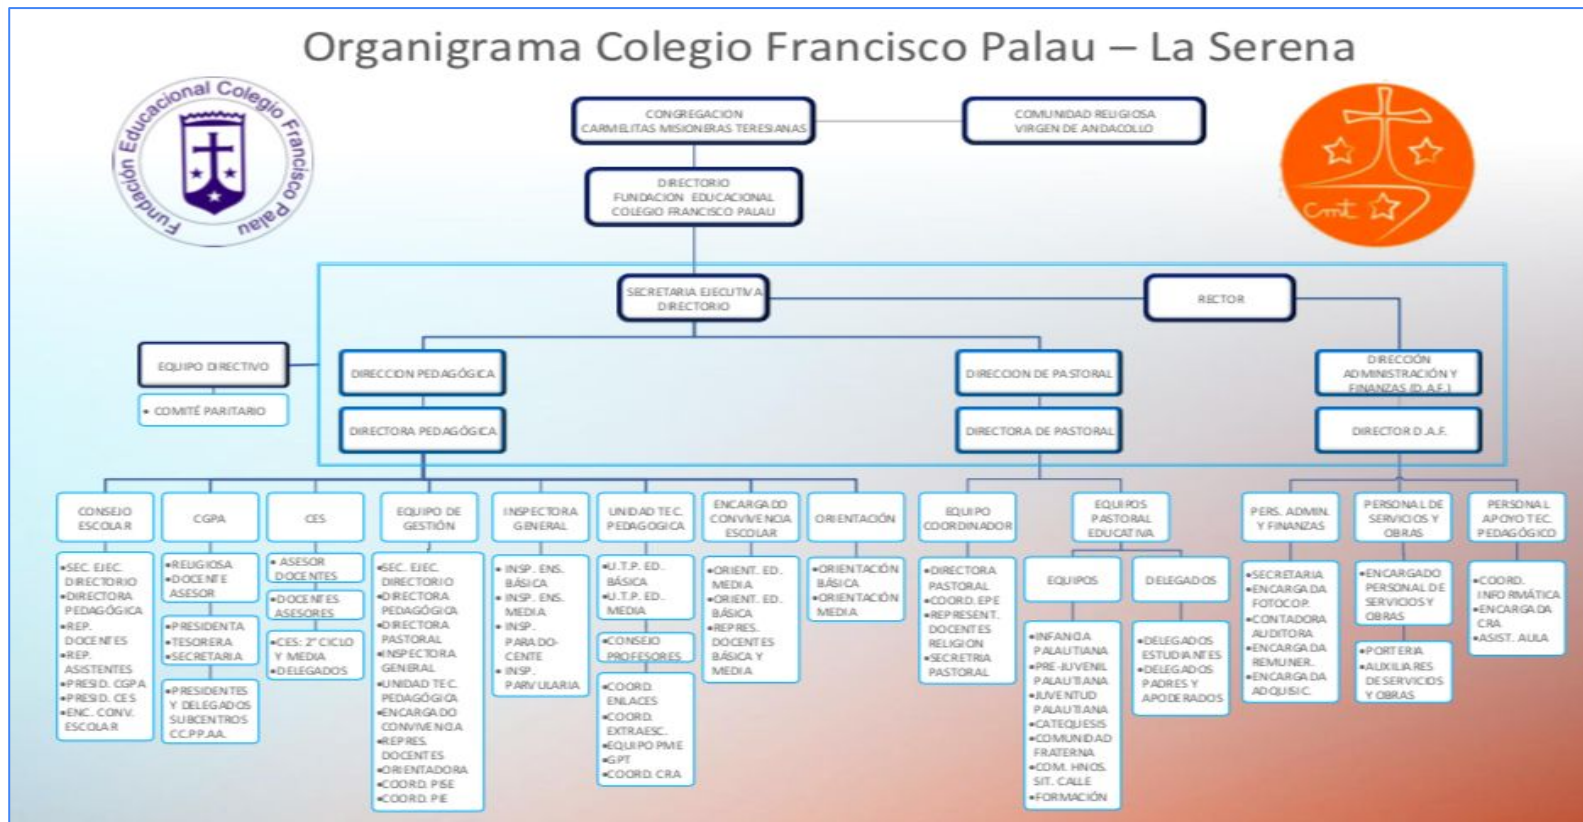 Organigrama Colegio Francisco Palau – La Serena
Fundación Educacional Colegio Francisco Palau
cmt
CONGREGACION
CARMELITAS MISIONERAS TERESIANAS
COMUNIDAD RELIGIOSA
VIRGEN DE ANDACOLLO
DIRECTORIO
FUNDACION EDUCACIONAL
COLEGIO FRANCISCO PALAU
SECRETARIA EJECUTIVA
DIRECTORIO
RECTOR
EQUIPO DIRECTIVO
• COMITÉ PARITARIO
DIRECCION PEDAGÓGICA
DIRECCION DE PASTORAL
DIRECCIÓN
ADMINISTRACIÓN Y
FINANZAS (D.A.F.)
DIRECTORA PEDAGÓGICA
DIRECTORA DE PASTORAL
DIRECTOR D.A.F.
CONSEJO
ESCOLAR
•SEC. EJEC.
DIRECTORIO
•DIRECTORA
PEDAGÓGICA
•REP.
DOCENTES
•REP.
ASISTENTES
•PRESID. CGPA
•PRESID. CES
•ENC. CONV.
ESCOLAR
CGPA
•RELIGIOSA
•DOCENTE
ASESOR
•PRESIDENTA
•TESORERA
•SECRETARIA
•PRESIDENTES
Y DELEGADOS
SUBCENTROS
CC.PP.AA.
CES
• ASESOR
DOCENTES
•DOCENTES
ASESORES
•CES: 2° CICLO
Y MEDIA
•DELEGADOS
EQUIPO DE
GESTIÓN
•SEC. EJEC.
DIRECTORIO
•DIRECTORA
PEDAGÓGICA
•DIRECTORA
PASTORAL
•INSPECTORA
GENERAL
•UNIDAD TEC.
PEDAGÓGICA
•ENCARGADO
CONVIVENCIA
•REPRES.
DOCENTES
•ORIENTADORA
•COORD. PISE
•COORD. PIE
INSPECTORA
GENERAL
• INSP. ENS.
BÁSICA
• INSP. ENS.
MEDIA
• INSP.
PARADO-
CENTE
• INSP.
PARVULARIA
UNIDAD TEC.
PEDAGOGICA
•U.T.P. ED.
BÁSICA
•U.T.P. ED.
MEDIA
•CONSEJO
PROFESORES
•COORD.
ENLACES
•COORD.
EXTRAESC.
•EQUIPO PME
•GPT
•COORD. CRA
ENCARGADO
CONVIVENCIA
ESCOLAR
•ORIENT. ED.
MEDIA
•ORIENT. ED.
BÁSICA
•REPRES.
DOCENTES
BÁSICA Y
MEDIA
ORIENTACIÓN
•ORIENTACIÓN
BÁSICA
•ORIENTACIÓN
MEDIA
EQUIPO
COORDINADOR
•DIRECTORA
PASTORAL
•COORD. EPE
•REPRESENT.
DOCENTES
RELIGION
•SECRETRIA
PASTORAL
EQUIPOS
PASTORAL
EDUCATIVA
EQUIPOS
•INFANCIA
PALAUTIANA
•PRE-JUVENIL
PALAUTIANA
•JUVENTUD
PALAUTIANA
•CATEQUESIS
•COMUNIDAD
FRATERNA
•COM. HNOS.
SIT. CALLE
•FORMACIÓN
DELEGADOS
•DELEGADOS
ESTUDIANTES
•DELEGADOS
PADRES Y
APODERADOS
PERS. ADMIN.
Y FINANZAS
•SECRETARIA
•ENCARGADA
FOTOCOP.
•CONTADORA
AUDITORA
•ENCARGADA
REMUNER.
•ENCARGADA
ADQUISIC.
PERSONAL DE
SERVICIOS Y
OBRAS
•ENCARGADO
PERSONAL DE
SERVICIOS Y
OBRAS
•PORTERIA
•AUXILIARES
DE SERVICIOS
Y OBRAS
PERSONAL
APOYO TEC.
PEDAGÓGICO
•COORD.
INFORMÁTICA
•ENCARGADA
CRA
•ASIST. AULA